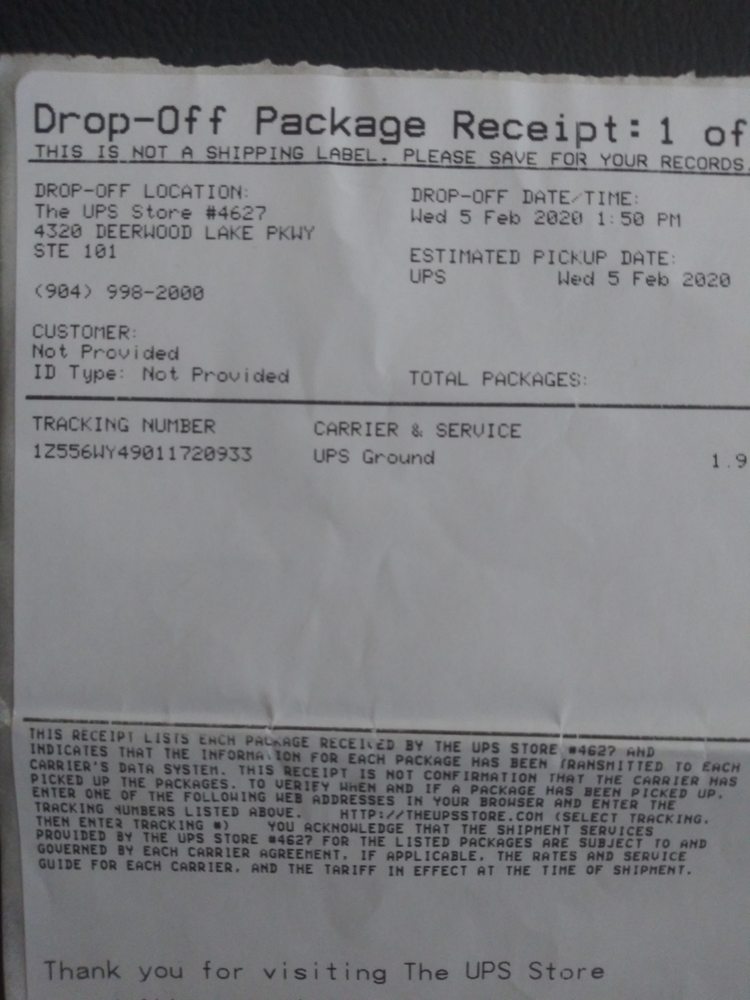 Drop-Off Package Receipt: 1 of
THIS IS NOT A SHIPPING LABEL. PLEASE SAVE FOR YOUR RECORDS
DROP-OFF LOCATION:
The UPS Store #4627
4320 DEERWOOD LAKE PKWY
STE 101
(904) 998-2000
DROP-OFF DATE/TIME:
Wed 5 Feb 2020 1:50 PM
ESTIMATED PICKUP DATE:
UPS Wed 5 Feb 2020
CUSTOMER:
Not Provided
ID Type: Not Provided
TOTAL PACKAGES:
TRACKING NUMBER CARRIER & SERVICE
1Z556WY49011720933 UPS Ground 1.9
THIS RECEIPT LISTS EACH PACKAGE RECEIVED BY THE UPS STORE #4627 AND
INDICATES THAT THE INFORMATION FOR EACH PACKAGE HAS BEEN TRANSMITTED TO EACH
CARRIER'S DATA SYSTEM. THIS RECEIPT IS NOT CONFIRMATION THAT THE CARRIER HAS
PICKED UP THE PACKAGES. TO VERIFY WHEN AND IF A PACKAGE HAS BEEN PICKED UP,
ENTER ONE OF THE FOLLOWING WEB ADDRESSES IN YOUR BROWSER AND ENTER THE
TRACKING NUMBERS LISTED ABOVE. HTTP://THEUPSSTORE.COM (SELECT TRACKING,
THEN ENTER TRACKING #) YOU ACKNOWLEDGE THAT THE SHIPMENT SERVICES
PROVIDED BY THE UPS STORE #4627 FOR THE LISTED PACKAGES ARE SUBJECT TO AND
GOVERNED BY EACH CARRIER AGREEMENT, IF APPLICABLE, THE RATES AND SERVICE
GUIDE FOR EACH CARRIER, AND THE TARIFF IN EFFECT AT THE TIME OF SHIPMENT.
Thank you for visiting The UPS Store